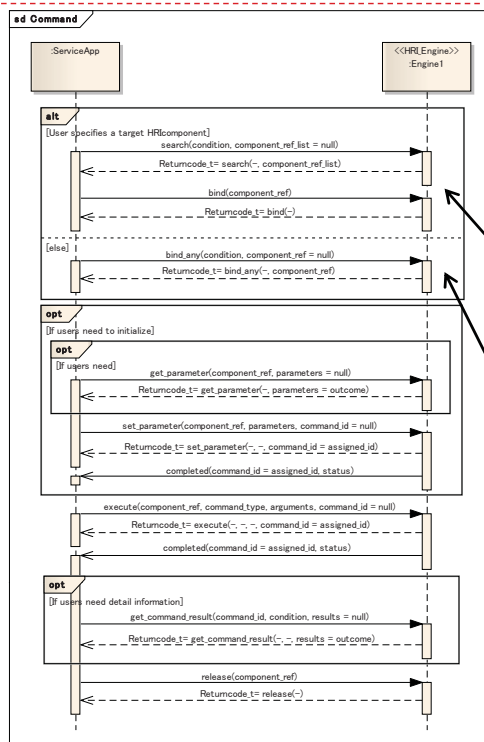 sd Command
:ServiceApp
<<HRI_Engine>>
:Engine1
alt
[User specifies a target HRIcomponent]
search(condition, component_ref_list = null)
Returncode_t= search(-, component_ref_list)
bind(component_ref)
Returncode_t= bind(-)
[else]
bind_any(condition, component_ref = null)
Returncode_t= bind_any(-, component_ref)
opt
[If users need to initialize]
opt
[If users need]
get_parameter(component_ref, parameters = null)
Returncode_t= get_parameter(-, parameters = outcome)
set_parameter(component_ref, parameters, command_id = null)
Returncode_t= set_parameter(-, -, command_id = assigned_id)
completed(command_id = assigned_id, status)
execute(component_ref, command_type, arguments, command_id = null)
Returncode_t= execute(-, -, -, command_id = assigned_id)
completed(command_id = assigned_id, status)
opt
[If users need detail information]
get_command_result(command_id, condition, results = null)
Returncode_t= get_command_result(-, -, results = outcome)
release(component_ref)
Returncode_t= release(-)